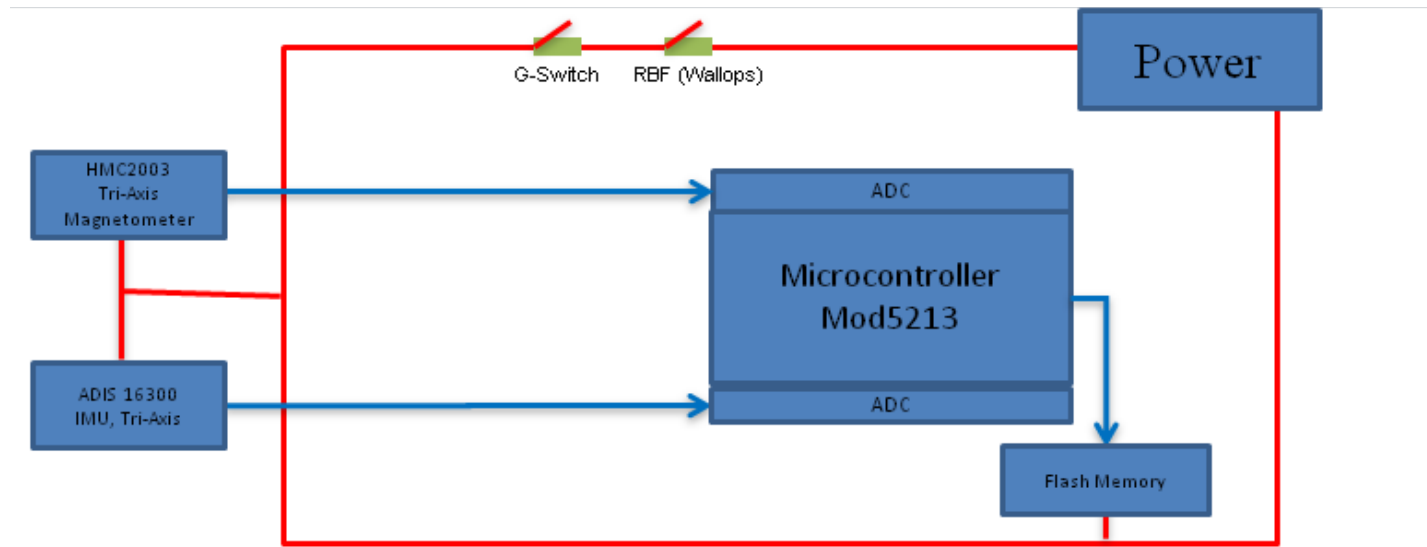 Power
G-Switch
RBF (Wallops)
HMC2003
Tri-Axis
Magnetometer
ADC
Microcontroller
Mod5213
ADIS 16300
IMU, Tri-Axis
ADC
Flash Memory